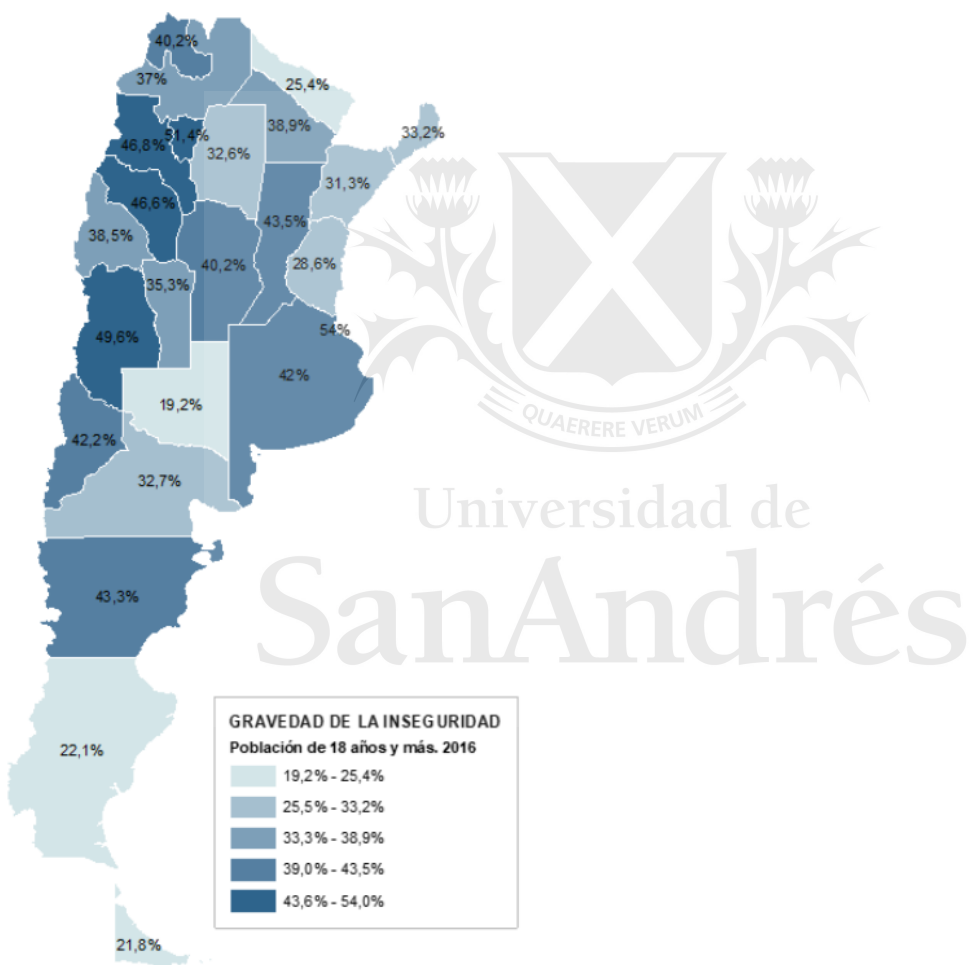 40,2%
37%
25,4%
38,9%
33,2%
46,8%
51,4%
32,6%
31,3%
46,6%
43,5%
38,5%
40,2%
28,6%
35,3%
49,6%
54%
42%
19,2%
42,2%
32,7%
QUAERERE VERUM
Universidad de
SanAndrés
43,3%
22,1%
GRAVEDAD DE LA INSEGURIDAD
Población de 18 años y más. 2016
19,2% - 25,4%
25,5% - 33,2%
33,3% - 38,9%
39,0% - 43,5%
43,6% - 54,0%
21,8%